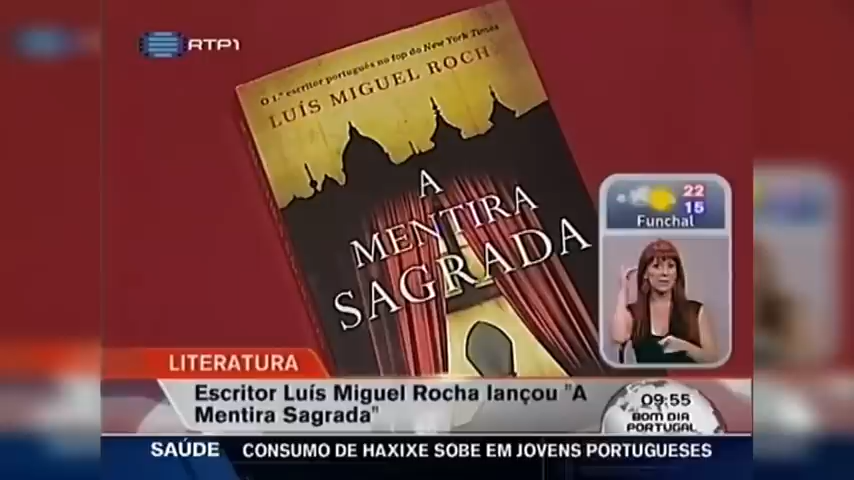 RTP1
O 1.º escritor português no top do New York Times
LUÍS MIGUEL ROCH
A
MENTIRA
SAGRADA
22
15
Funchal
LITERATURA
Escritor Luís Miguel Rocha lançou "A
Mentira Sagrada"
09:55
BOM DIA
PORTUGAL
SAÚDE CONSUMO DE HAXIXE SOBE EM JOVENS PORTUGUESES